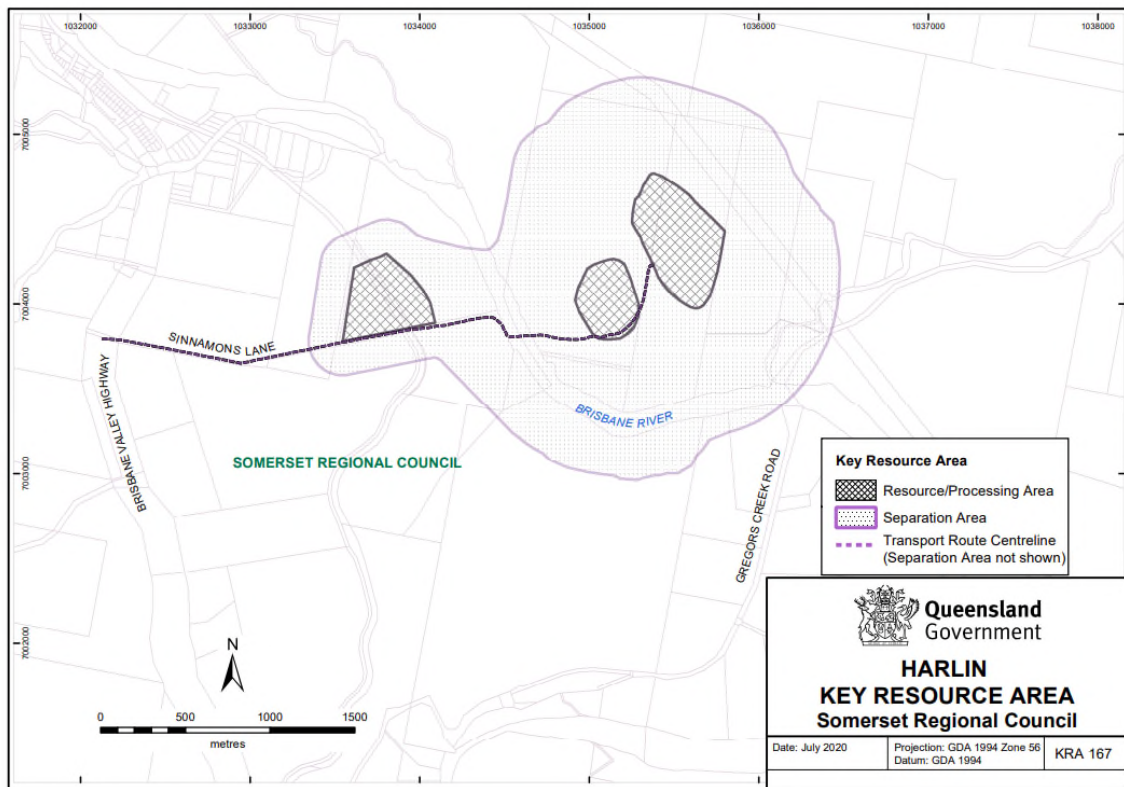 1032000
1033000
1034000
1035000
1036000
1037000
1038000
7005000
7004000
7003000
7002000
SINNAMONS LANE
BRISBANE VALLEY HIGHWAY
BRISBANE RIVER
SOMERSET REGIONAL COUNCIL
GREGORS CREEK ROAD
N
0 500 1000 1500
metres
Key Resource Area
Resource/Processing Area
Separation Area
Transport Route Centreline
(Separation Area not shown)
Queensland
Government
HARLIN
KEY RESOURCE AREA
Somerset Regional Council
Date: July 2020
Projection: GDA 1994 Zone 56
Datum: GDA 1994
KRA 167